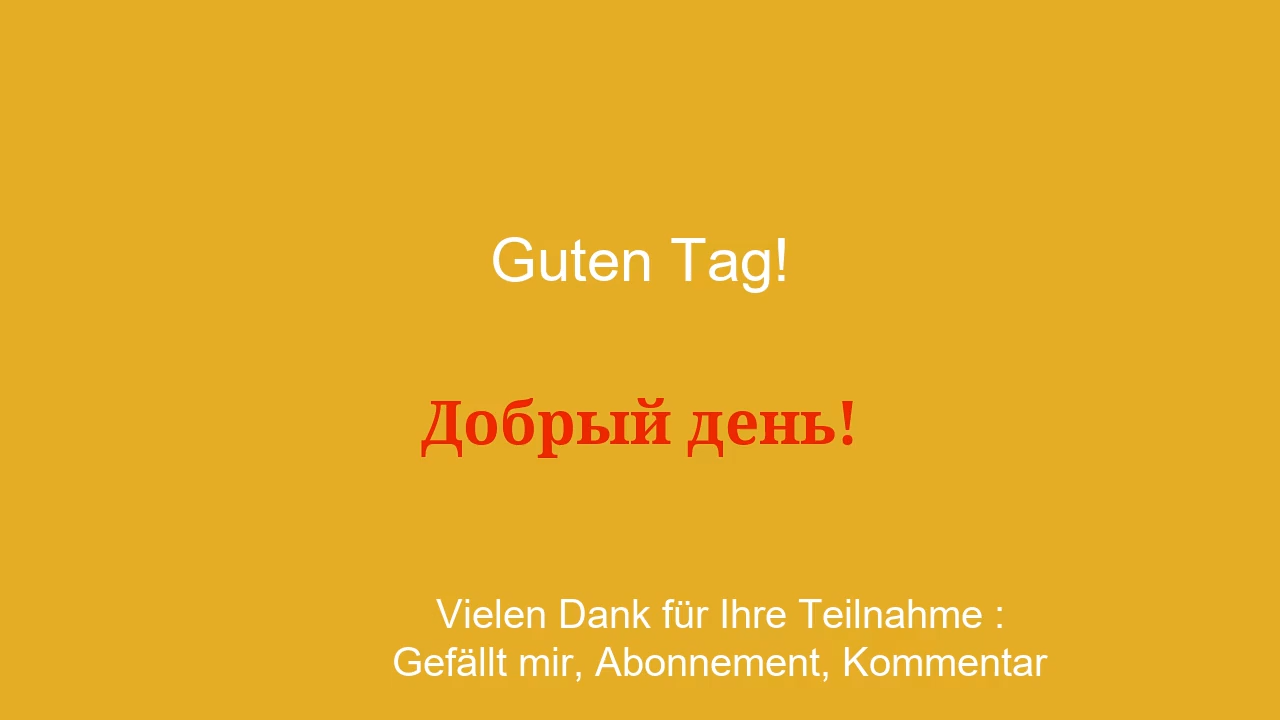 Guten Tag!
Добрый день!
Vielen Dank für Ihre Teilnahme :
Gefällt mir, Abonnement, Kommentar